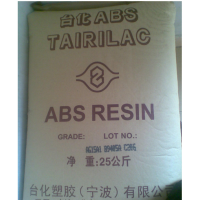 台化ABS
TAIRILAC
ABS RESIN
GRADE: LOT NO.:
净 重:25公斤
台化塑胶(宁波)有限公司